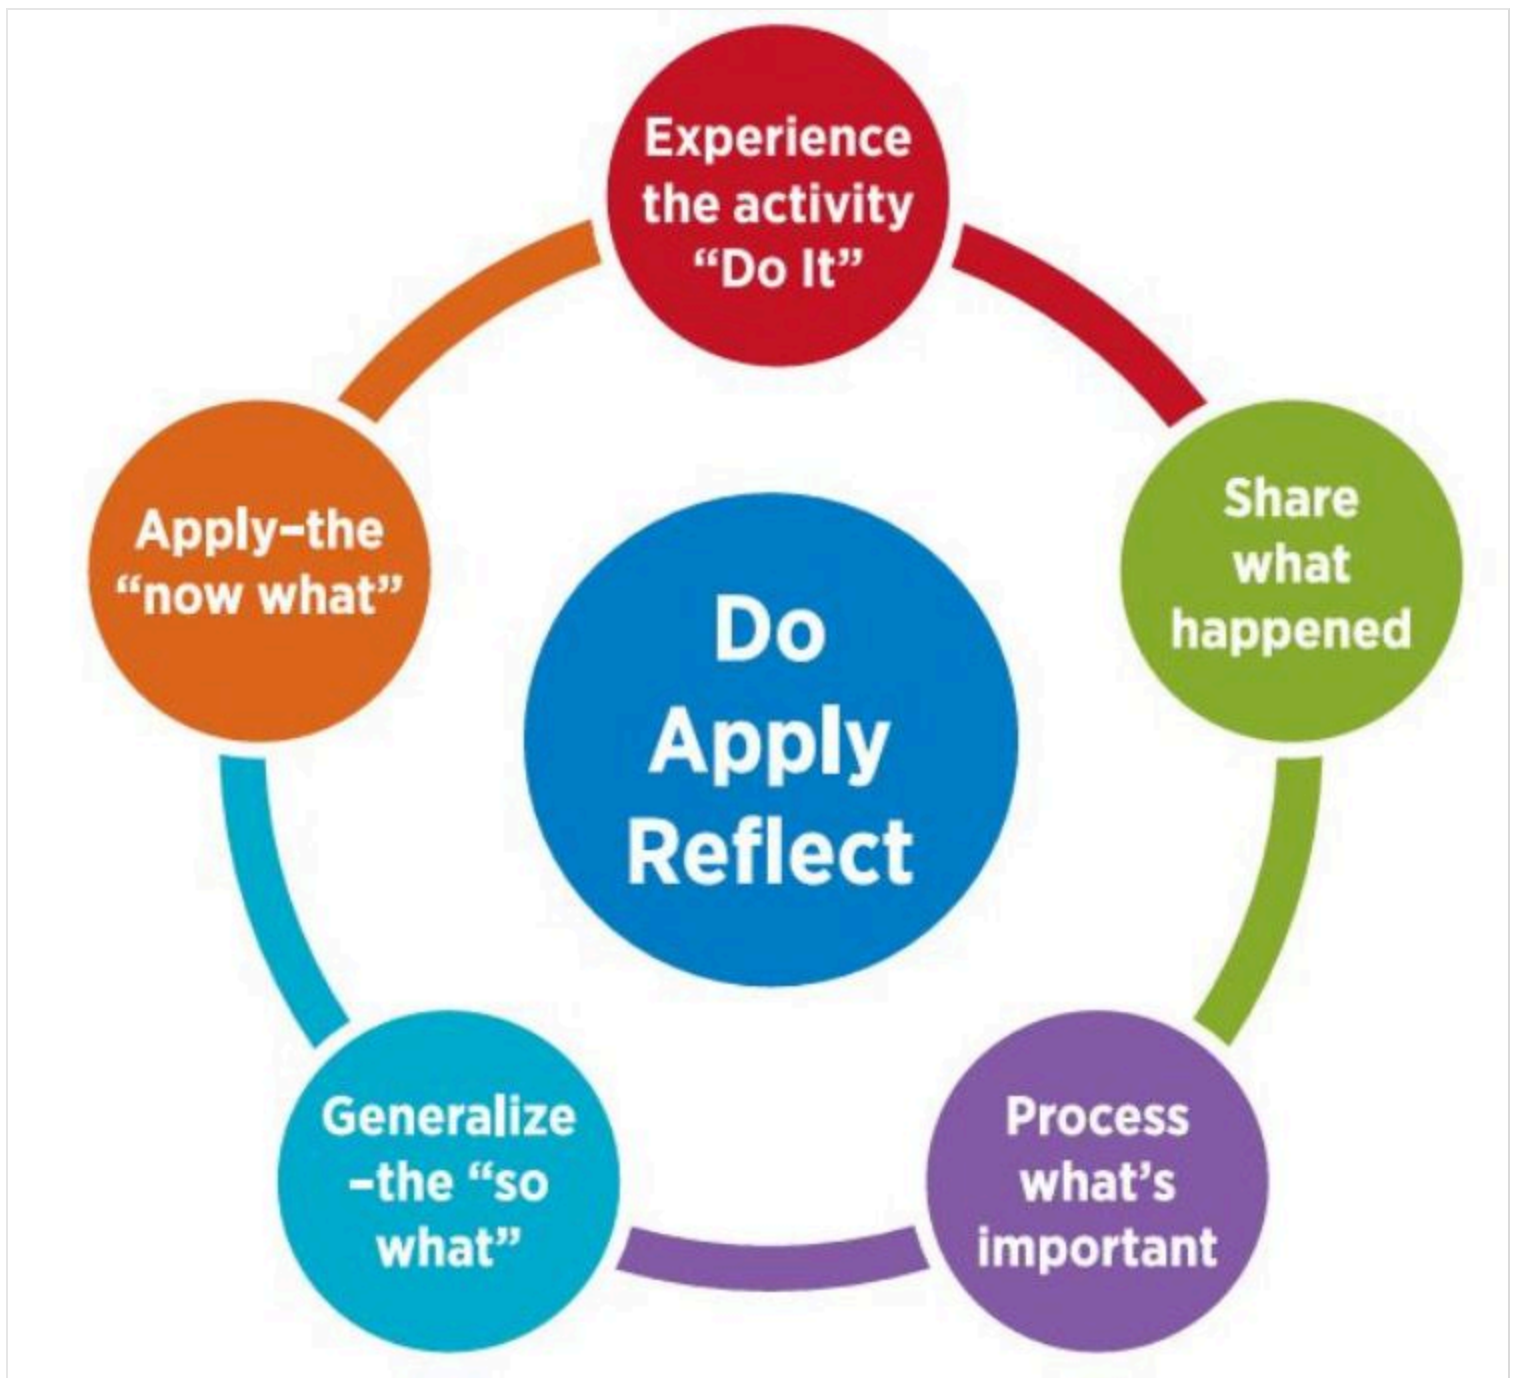 Experience
the activity
“Do It”
Share
what
happened
Process
what’s
important
Generalize
–the “so
what”
Apply–the
“now what”
Do
Apply
Reflect